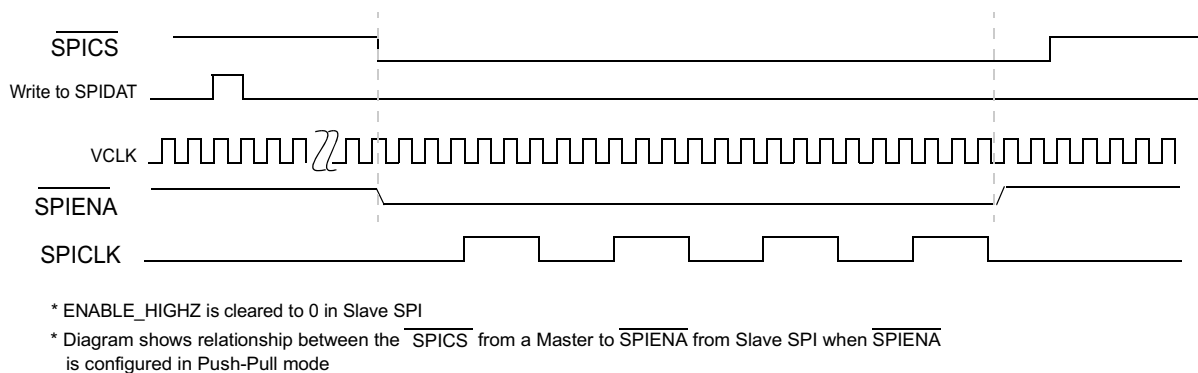 SPICS
Write to SPIDAT
VCLK
SPIENA
SPICLK
* ENABLE_HIGHZ is cleared to 0 in Slave SPI
* Diagram shows relationship between the SPICS from a Master to SPIENA from Slave SPI when SPIENA
is configured in Push-Pull mode